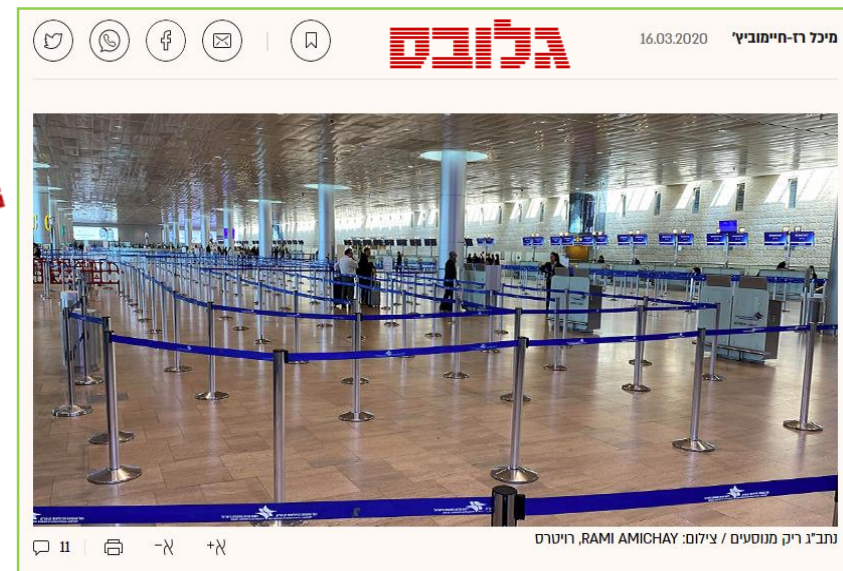 מיכל רז-חיימוביץ' 16.03.2020
גלובס
נתב"ג ריק מנוסעים / צילום: RAMI AMICHAY, רויטרס
א+ א- 11